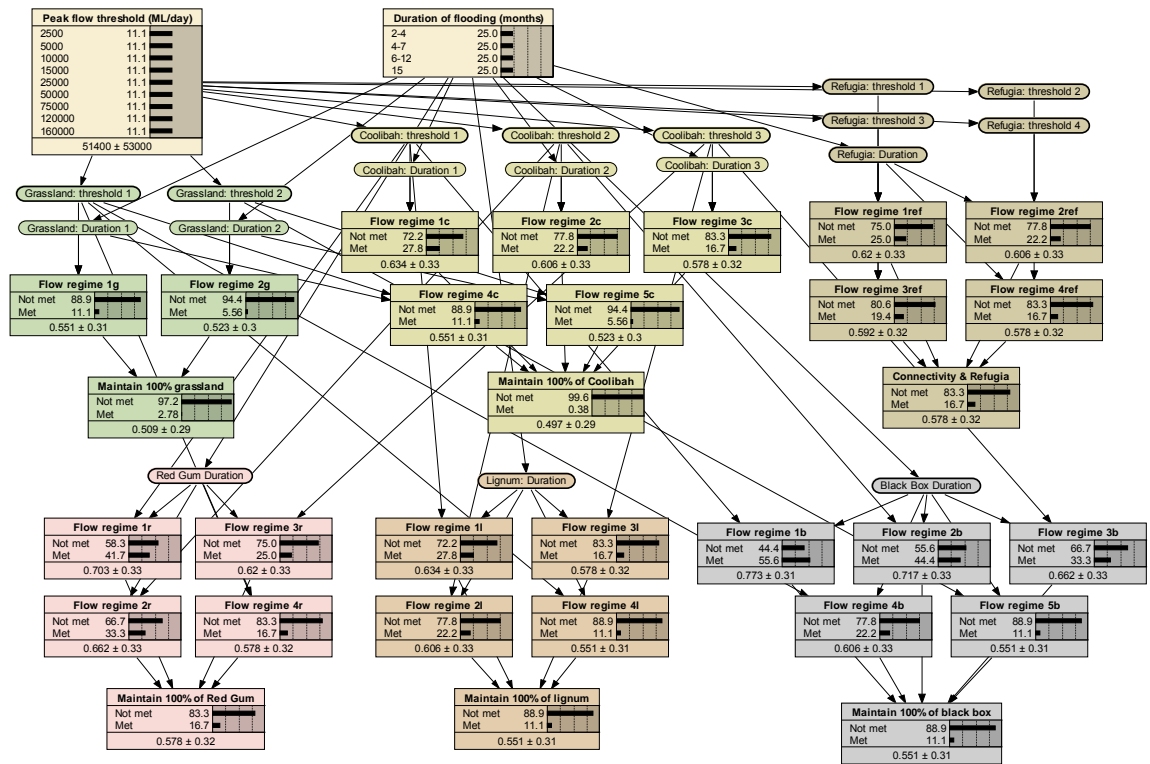 Peak flow threshold (ML/day)
2500 11.1
5000 11.1
10000 11.1
15000 11.1
25000 11.1
50000 11.1
75000 11.1
120000 11.1
160000 11.1
51400 ± 53000
Duration of flooding (months)
2-4 25.0
4-7 25.0
6-12 25.0
15 25.0
Refugia: threshold 1
Refugia: threshold 2
Refugia: threshold 3
Refugia: threshold 4
Refugia: Duration
Coolibah: threshold 1
Coolibah: threshold 2
Coolibah: threshold 3
Coolibah: Duration 1
Coolibah: Duration 2
Coolibah: Duration 3
Grassland: threshold 1
Grassland: threshold 2
Grassland: Duration 1
Grassland: Duration 2
Flow regime 1c
Not met 72.2
Met 27.8
0.634 ± 0.33
Flow regime 2c
Not met 77.8
Met 22.2
0.606 ± 0.33
Flow regime 3c
Not met 83.3
Met 16.7
0.578 ± 0.32
Flow regime 1ref
Not met 75.0
Met 25.0
0.62 ± 0.33
Flow regime 2ref
Not met 77.8
Met 22.2
0.606 ± 0.33
Flow regime 1g
Not met 88.9
Met 11.1
0.551 ± 0.31
Flow regime 2g
Not met 94.4
Met 5.56
0.523 ± 0.3
Flow regime 4c
Not met 88.9
Met 11.1
0.551 ± 0.31
Flow regime 5c
Not met 94.4
Met 5.56
0.523 ± 0.3
Flow regime 3ref
Not met 80.6
Met 19.4
0.592 ± 0.32
Flow regime 4ref
Not met 83.3
Met 16.7
0.578 ± 0.32
Maintain 100% grassland
Not met 97.2
Met 2.78
0.509 ± 0.29
Maintain 100% of Coolibah
Not met 99.6
Met 0.38
0.497 ± 0.29
Connectivity & Refugia
Not met 83.3
Met 16.7
0.578 ± 0.32
Red Gum Duration
Lignum: Duration
Black Box Duration
Flow regime 1r
Not met 58.3
Met 41.7
0.703 ± 0.33
Flow regime 3r
Not met 75.0
Met 25.0
0.62 ± 0.33
Flow regime 1l
Not met 72.2
Met 27.8
0.634 ± 0.33
Flow regime 3l
Not met 83.3
Met 16.7
0.578 ± 0.32
Flow regime 1b
Not met 44.4
Met 55.6
0.773 ± 0.31
Flow regime 2b
Not met 55.6
Met 44.4
0.717 ± 0.33
Flow regime 3b
Not met 66.7
Met 33.3
0.662 ± 0.33
Flow regime 2r
Not met 66.7
Met 33.3
0.662 ± 0.33
Flow regime 4r
Not met 83.3
Met 16.7
0.578 ± 0.32
Flow regime 2l
Not met 77.8
Met 22.2
0.606 ± 0.33
Flow regime 4l
Not met 88.9
Met 11.1
0.551 ± 0.31
Flow regime 4b
Not met 77.8
Met 22.2
0.606 ± 0.33
Flow regime 5b
Not met 88.9
Met 11.1
0.551 ± 0.31
Maintain 100% of Red Gum
Not met 83.3
Met 16.7
0.578 ± 0.32
Maintain 100% of lignum
Not met 88.9
Met 11.1
0.551 ± 0.31
Maintain 100% of black box
Not met 88.9
Met 11.1
0.551 ± 0.31